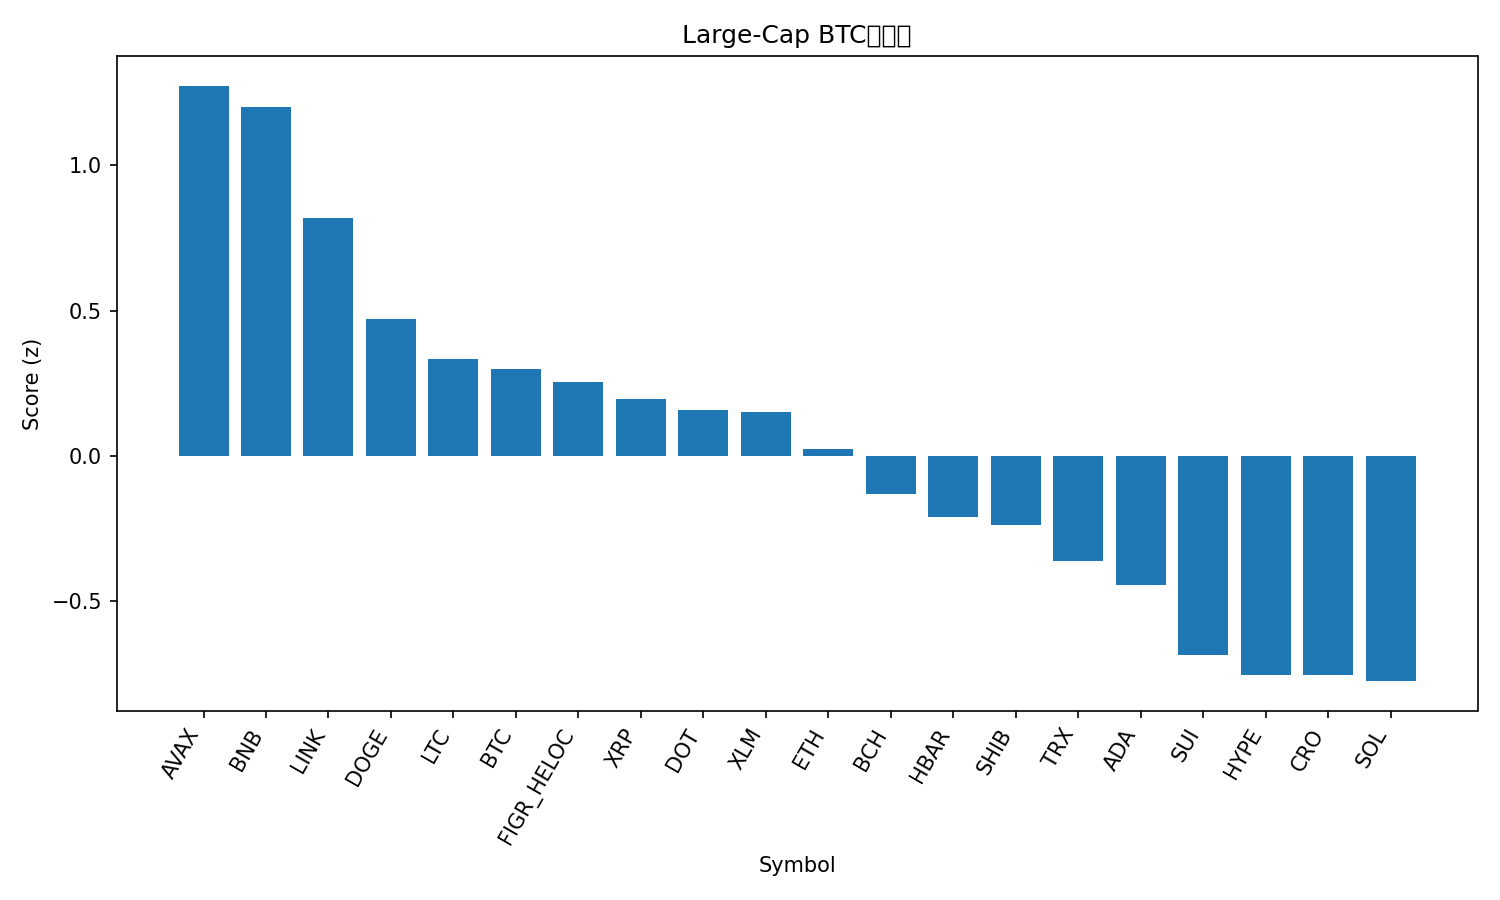 Large-Cap BTC
Score (z)
1.0
0.5
0.0
−0.5
AVAX
BNB
LINK
DOGE
LTC
BTC
FIGR_HELOC
XRP
DOT
XLM
ETH
BCH
HBAR
SHIB
TRX
ADA
SUI
HYPE
CRO
SOL
Symbol